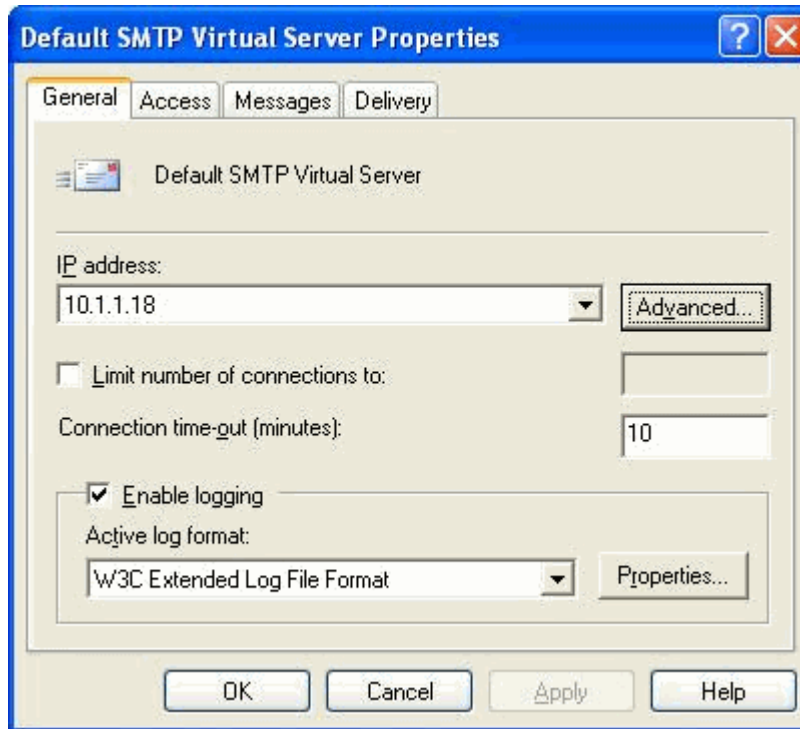 Default SMTP Virtual Server Properties
General Access Messages Delivery
Default SMTP Virtual Server
IP address:
10.1.1.18 Advanced...
Limit number of connections to:
Connection time-out (minutes): 10
Enable logging
Active log format:
W3C Extended Log File Format Properties...
OK Cancel Apply Help